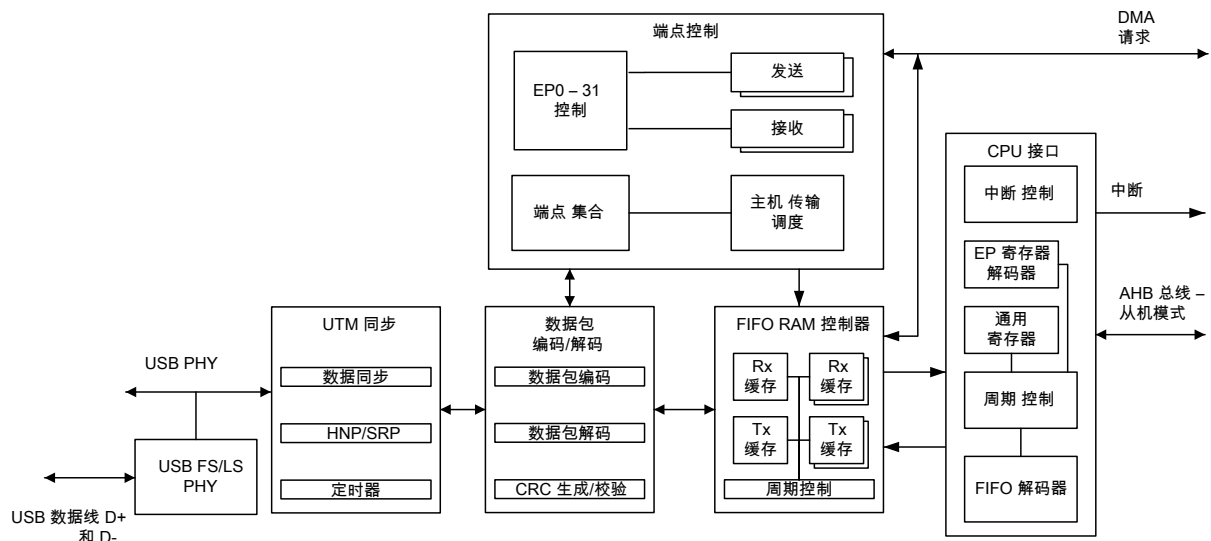 端点控制
EP0 – 31
控制
发送
接收
端点 集合
主机 传输
调度
DMA
请求
CPU 接口
中断 控制
中断
EP 寄存器
解码器
通用
寄存器
AHB 总线 –
从机模式
周期 控制
FIFO 解码器
UTM 同步
数据同步
HNP/SRP
定时器
数据包
编码/解码
数据包编码
数据包解码
CRC 生成/校验
FIFO RAM 控制器
Rx
缓存
Rx
缓存
Tx
缓存
Tx
缓存
周期控制
USB PHY
USB FS/LS
PHY
USB 数据线 D+
和 D-